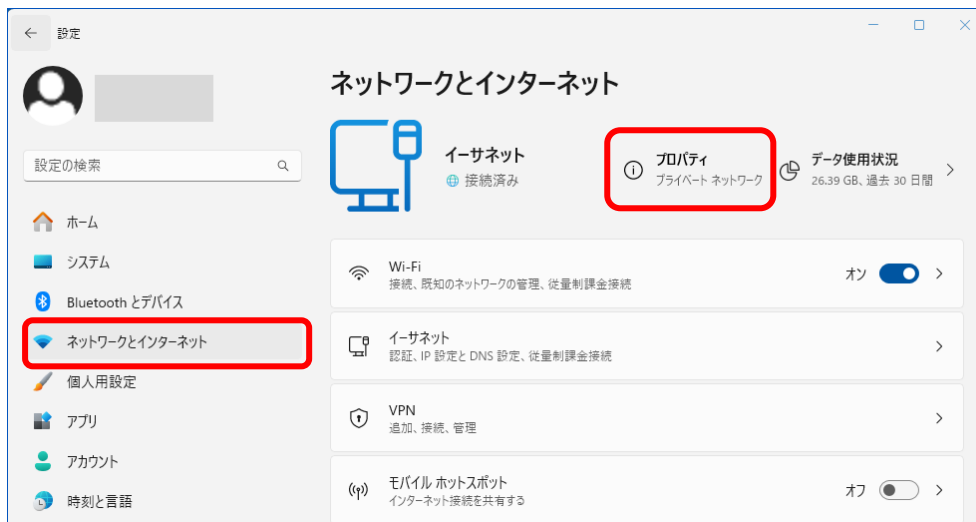 設定
設定の検索
ホーム
システム
Bluetooth とデバイス
ネットワークとインターネット
個人用設定
アプリ
アカウント
時刻と言語
ネットワークとインターネット
イーサネット
接続済み
プロパティ
プライベート ネットワーク
データ使用状況
26.39 GB、過去 30 日間
Wi-Fi
接続、既知のネットワークの管理、従量制課金接続
オン
イーサネット
認証、IP 設定と DNS 設定、従量制課金接続
VPN
追加、接続、管理
モバイル ホットスポット
インターネット接続を共有する
オフ